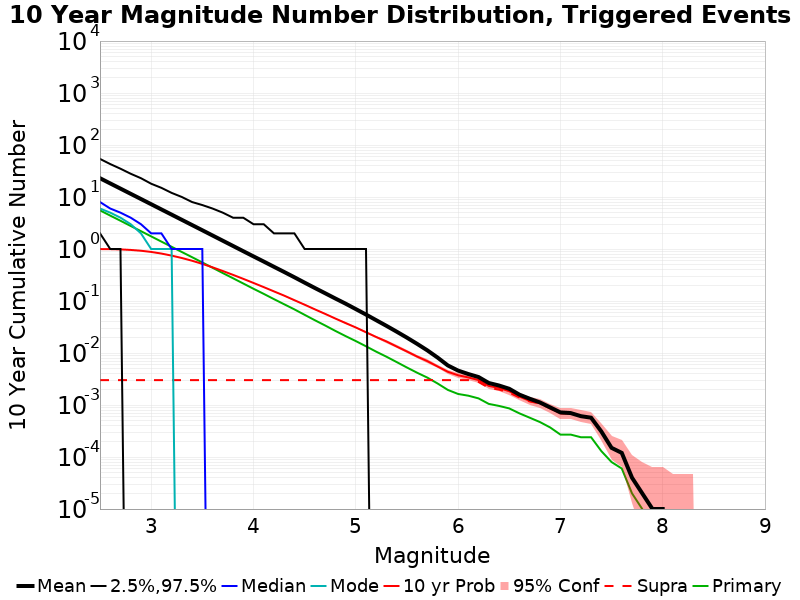 10 Year Magnitude Number Distribution, Triggered Events
10 Year Cumulative Number
10^4
10^3
10^2
10^1
10^0
10^-1
10^-2
10^-3
10^-4
10^-5
3 4 5 6 7 8 9
Magnitude
Mean 2.5%,97.5% Median Mode 10 yr Prob 95% Conf Supra Primary